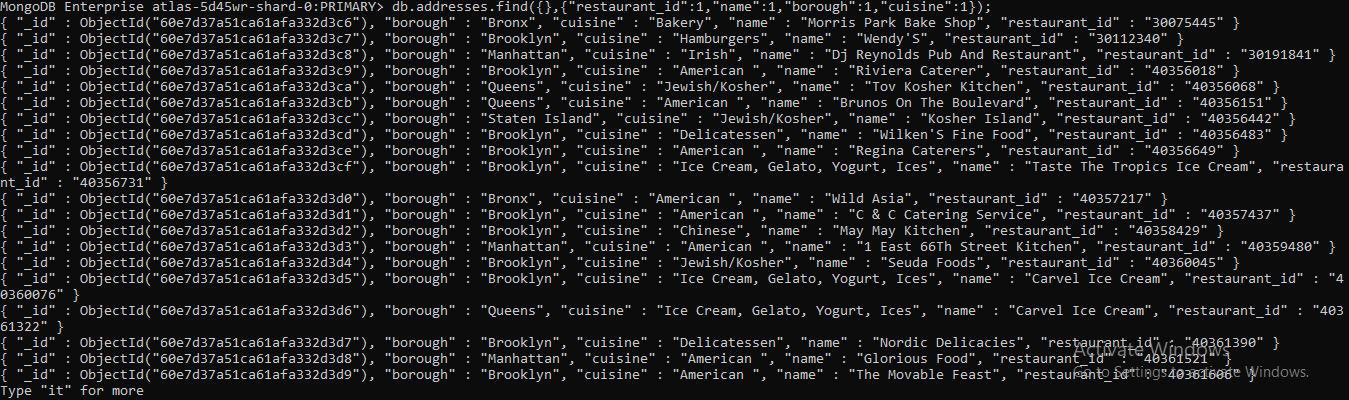 MongoDB Enterprise atlas-5d45wr-shard-0:PRIMARY> db.addresses.find({},{"restaurant_id":1,"name":1,"borough":1,"cuisine":1});
{ "_id" : ObjectId("60e7d37a51ca61afa332d3c6"), "borough" : "Bronx", "cuisine" : "Bakery", "name" : "Morris Park Bake Shop", "restaurant_id" : "30075445" }
{ "_id" : ObjectId("60e7d37a51ca61afa332d3c7"), "borough" : "Brooklyn", "cuisine" : "Hamburgers", "name" : "Wendy'S", "restaurant_id" : "30112340" }
{ "_id" : ObjectId("60e7d37a51ca61afa332d3c8"), "borough" : "Manhattan", "cuisine" : "Irish", "name" : "Dj Reynolds Pub And Restaurant", "restaurant_id" : "30191841" }
{ "_id" : ObjectId("60e7d37a51ca61afa332d3c9"), "borough" : "Brooklyn", "cuisine" : "American ", "name" : "Riviera Caterer", "restaurant_id" : "40356018" }
{ "_id" : ObjectId("60e7d37a51ca61afa332d3ca"), "borough" : "Queens", "cuisine" : "Jewish/Kosher", "name" : "Tov Kosher Kitchen", "restaurant_id" : "40356068" }
{ "_id" : ObjectId("60e7d37a51ca61afa332d3cb"), "borough" : "Queens", "cuisine" : "American ", "name" : "Brunos On The Boulevard", "restaurant_id" : "40356151" }
{ "_id" : ObjectId("60e7d37a51ca61afa332d3cc"), "borough" : "Staten Island", "cuisine" : "Jewish/Kosher", "name" : "Kosher Island", "restaurant_id" : "40356442" }
{ "_id" : ObjectId("60e7d37a51ca61afa332d3cd"), "borough" : "Brooklyn", "cuisine" : "Delicatessen", "name" : "Wilken'S Fine Food", "restaurant_id" : "40356483" }
{ "_id" : ObjectId("60e7d37a51ca61afa332d3ce"), "borough" : "Brooklyn", "cuisine" : "American ", "name" : "Regina Caterers", "restaurant_id" : "40356649" }
{ "_id" : ObjectId("60e7d37a51ca61afa332d3cf"), "borough" : "Brooklyn", "cuisine" : "Ice Cream, Gelato, Yogurt, Ices", "name" : "Taste The Tropics Ice Cream", "restaura
nt_id" : "40356731" }
{ "_id" : ObjectId("60e7d37a51ca61afa332d3d0"), "borough" : "Bronx", "cuisine" : "American ", "name" : "Wild Asia", "restaurant_id" : "40357217" }
{ "_id" : ObjectId("60e7d37a51ca61afa332d3d1"), "borough" : "Brooklyn", "cuisine" : "American ", "name" : "C & C Catering Service", "restaurant_id" : "40357437" }
{ "_id" : ObjectId("60e7d37a51ca61afa332d3d2"), "borough" : "Brooklyn", "cuisine" : "Chinese", "name" : "May May Kitchen", "restaurant_id" : "40358429" }
{ "_id" : ObjectId("60e7d37a51ca61afa332d3d3"), "borough" : "Manhattan", "cuisine" : "American ", "name" : "1 East 66Th Street Kitchen", "restaurant_id" : "40359480" }
{ "_id" : ObjectId("60e7d37a51ca61afa332d3d4"), "borough" : "Brooklyn", "cuisine" : "Jewish/Kosher", "name" : "Seuda Foods", "restaurant_id" : "40360045" }
{ "_id" : ObjectId("60e7d37a51ca61afa332d3d5"), "borough" : "Brooklyn", "cuisine" : "Ice Cream, Gelato, Yogurt, Ices", "name" : "Carvel Ice Cream", "restaurant_id" : "4
0360076" }
{ "_id" : ObjectId("60e7d37a51ca61afa332d3d6"), "borough" : "Queens", "cuisine" : "Ice Cream, Gelato, Yogurt, Ices", "name" : "Carvel Ice Cream", "restaurant_id" : "403
61322" }
{ "_id" : ObjectId("60e7d37a51ca61afa332d3d7"), "borough" : "Brooklyn", "cuisine" : "Delicatessen", "name" : "Nordic Delicacies", "restaurant_id" : "40361390" }
{ "_id" : ObjectId("60e7d37a51ca61afa332d3d8"), "borough" : "Manhattan", "cuisine" : "American ", "name" : "Glorious Food", "restaurant_id" : "40361521" }
{ "_id" : ObjectId("60e7d37a51ca61afa332d3d9"), "borough" : "Brooklyn", "cuisine" : "American ", "name" : "The Movable Feast", "restaurant_id" : "40361606" }
Type "it" for more
Activate Windows
Go to Settings to activate Windows.